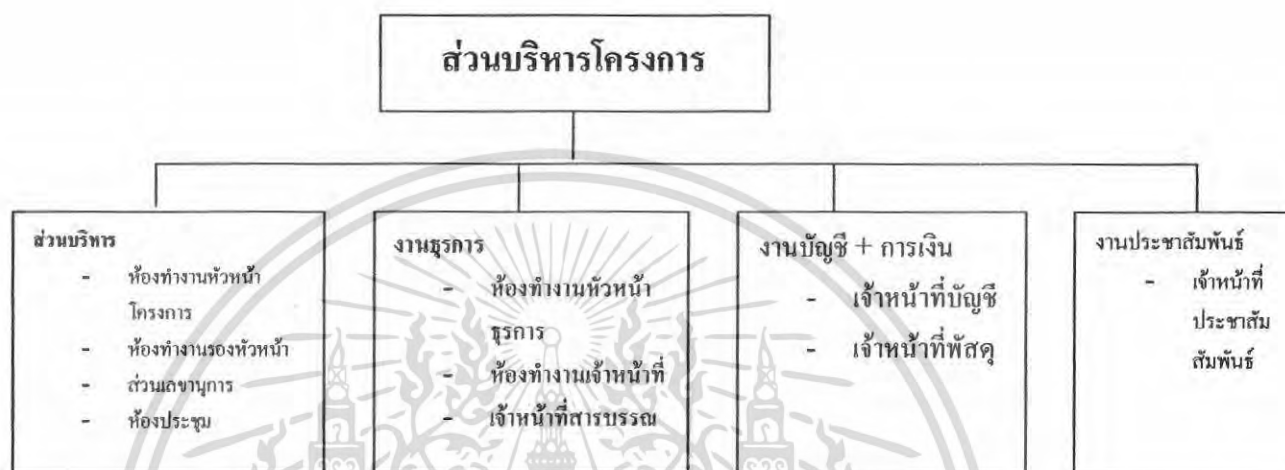 ส่วนบริหารโครงการ
ส่วนบริหาร
- ห้องทำงานหัวหน้า
โครงการ
- ห้องทำงานรองหัวหน้า
- ส่วนเลขานุการ
- ห้องประชุม
งานธุรการ
- ห้องทำงานหัวหน้า
ธุรการ
- ห้องทำงานเจ้าหน้าที่
- เจ้าหน้าที่สารบรรณ
งานบัญชี + การเงิน
- เจ้าหน้าที่บัญชี
- เจ้าหน้าที่พัสดุ
งานประชาสัมพันธ์
- เจ้าหน้าที่
ประชาสัม
สัมพันธ์